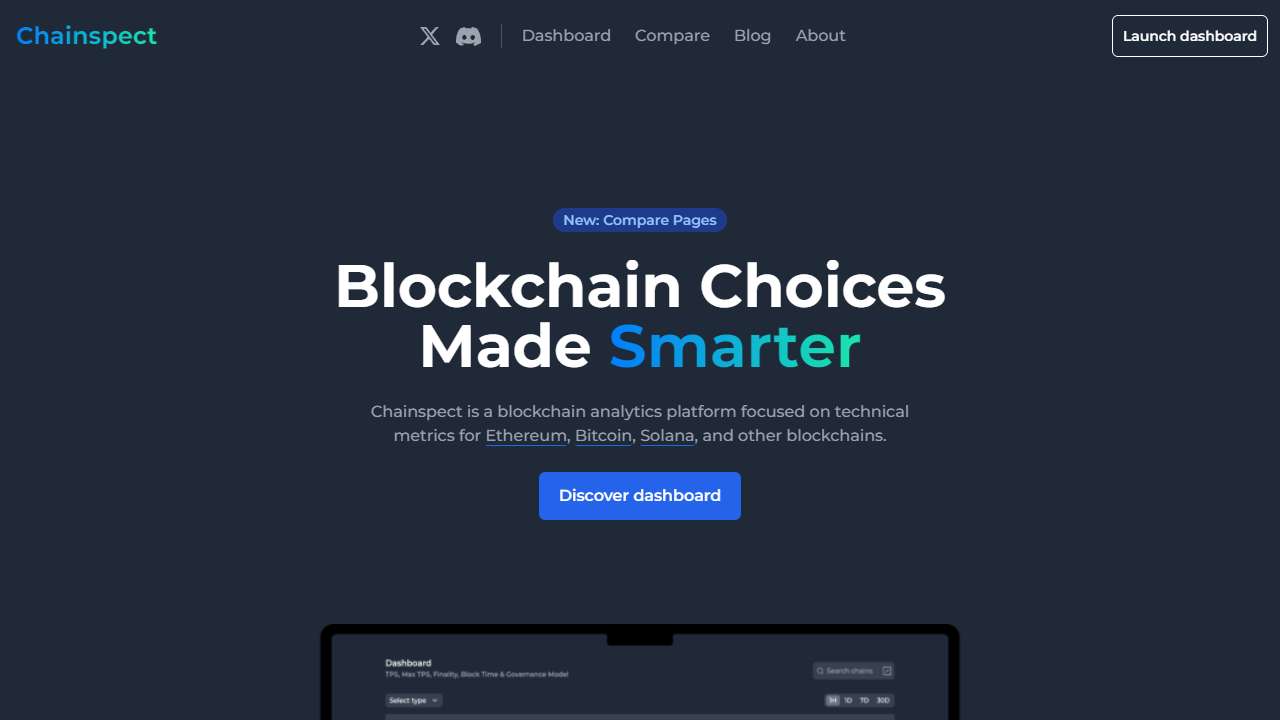 Chainspect
Dashboard
Compare
Blog
About
Launch dashboard
New: Compare Pages
Blockchain Choices
Made Smarter
Chainspect is a blockchain analytics platform focused on technical
metrics for Ethereum, Bitcoin, Solana, and other blockchains.
Discover dashboard
Dashboard
TPS, Max TPS, Finality, Block Time & Governance Model
Search chains
Select type
1H 1D 7D 30D